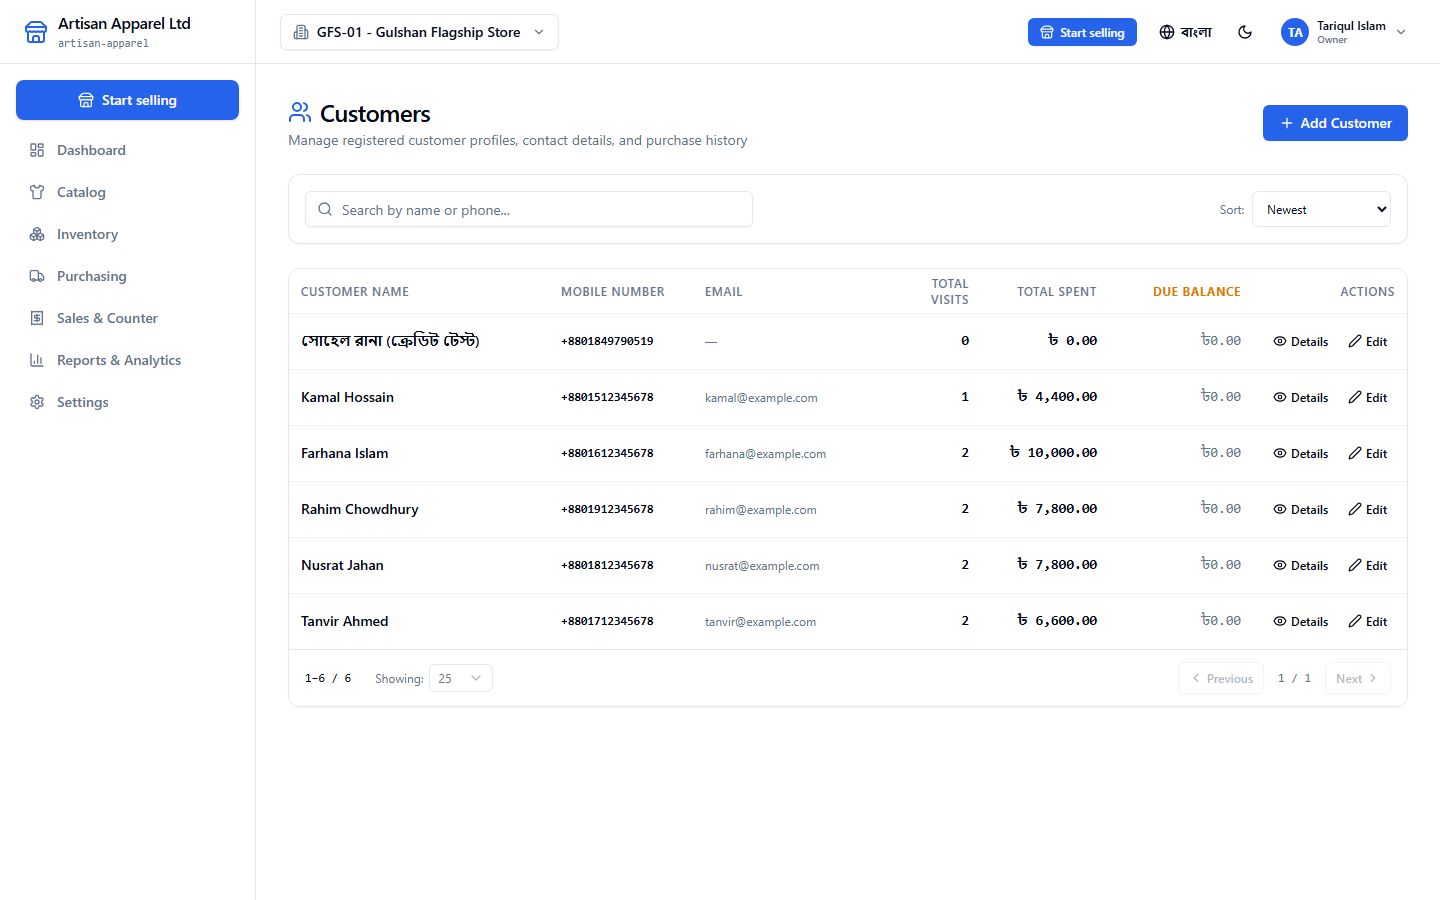 Artisan Apparel Ltd
artisan-apparel
GFS-01 - Gulshan Flagship Store
Start selling
বাংলা
TA
Tariqul Islam
Owner
Start selling
Dashboard
Catalog
Inventory
Purchasing
Sales & Counter
Reports & Analytics
Settings
Customers
Manage registered customer profiles, contact details, and purchase history
Add Customer
Search by name or phone...
Sort: Newest
CUSTOMER NAME MOBILE NUMBER EMAIL TOTAL VISITS TOTAL SPENT DUE BALANCE ACTIONS
সোহেল রানা (ক্রেডিট টেস্ট) +8801849790519 — 0 ৳ 0.00 ৳0.00 Details Edit
Kamal Hossain +8801512345678 kamal@example.com 1 ৳ 4,400.00 ৳0.00 Details Edit
Farhana Islam +8801612345678 farhana@example.com 2 ৳ 10,000.00 ৳0.00 Details Edit
Rahim Chowdhury +8801912345678 rahim@example.com 2 ৳ 7,800.00 ৳0.00 Details Edit
Nusrat Jahan +8801812345678 nusrat@example.com 2 ৳ 7,800.00 ৳0.00 Details Edit
Tanvir Ahmed +8801712345678 tanvir@example.com 2 ৳ 6,600.00 ৳0.00 Details Edit
1-6 / 6 Showing: 25 Previous 1 / 1 Next